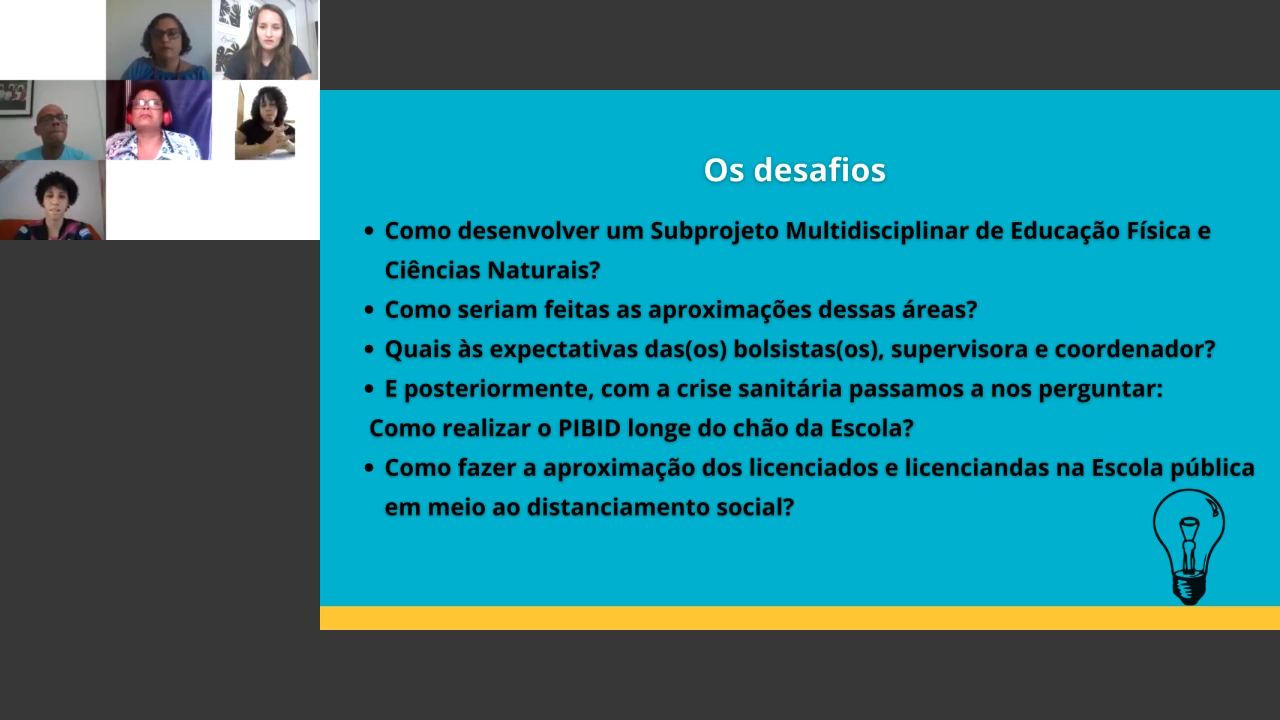 Os desafios
• Como desenvolver um Subprojeto Multidisciplinar de Educação Física e
Ciências Naturais?
• Como seriam feitas as aproximações dessas áreas?
• Quais às expectativas das(os) bolsistas(os), supervisora e coordenador?
• E posteriormente, com a crise sanitária passamos a nos perguntar:
Como realizar o PIBID longe do chão da Escola?
• Como fazer a aproximação dos licenciados e licenciandas na Escola pública
em meio ao distanciamento social?